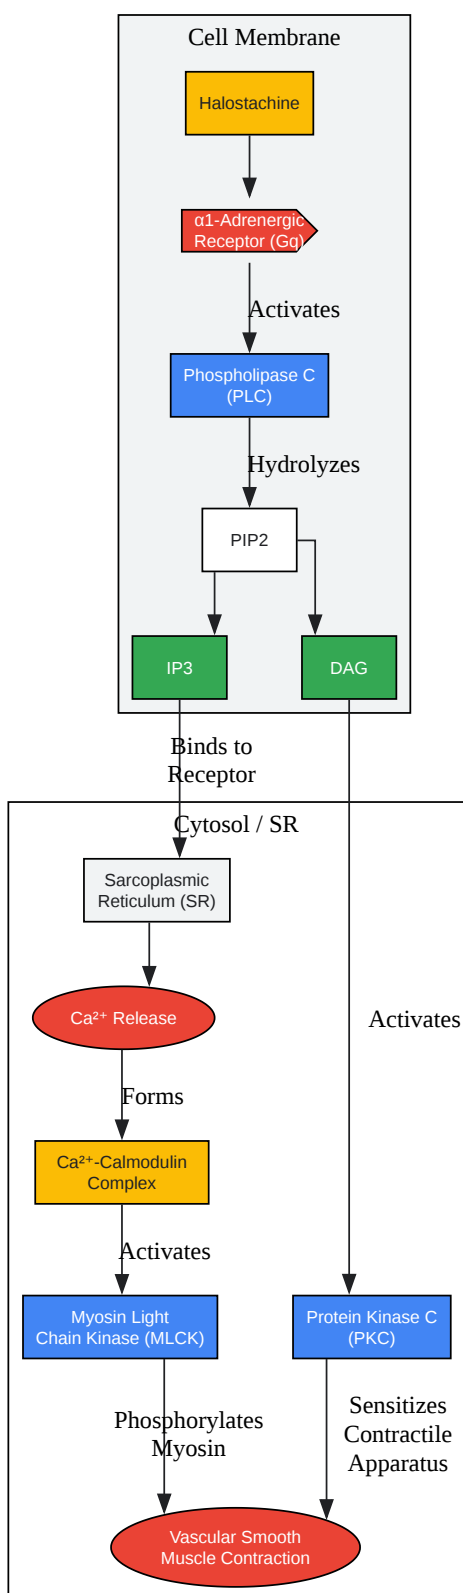 Cell Membrane
Halostachine
α1-Adrenergic
Receptor (Gq)
Activates
Phospholipase C
(PLC)
Hydrolyzes
PIP2
IP3
DAG
Binds to
Receptor
Cytosol / SR
Sarcoplasmic
Reticulum (SR)
Ca²⁺ Release
Activates
Forms
Ca²⁺-Calmodulin
Complex
Activates
Myosin Light
Chain Kinase (MLCK)
Protein Kinase C
(PKC)
Phosphorylates
Myosin
Sensitizes
Contractile
Apparatus
Vascular Smooth
Muscle Contraction